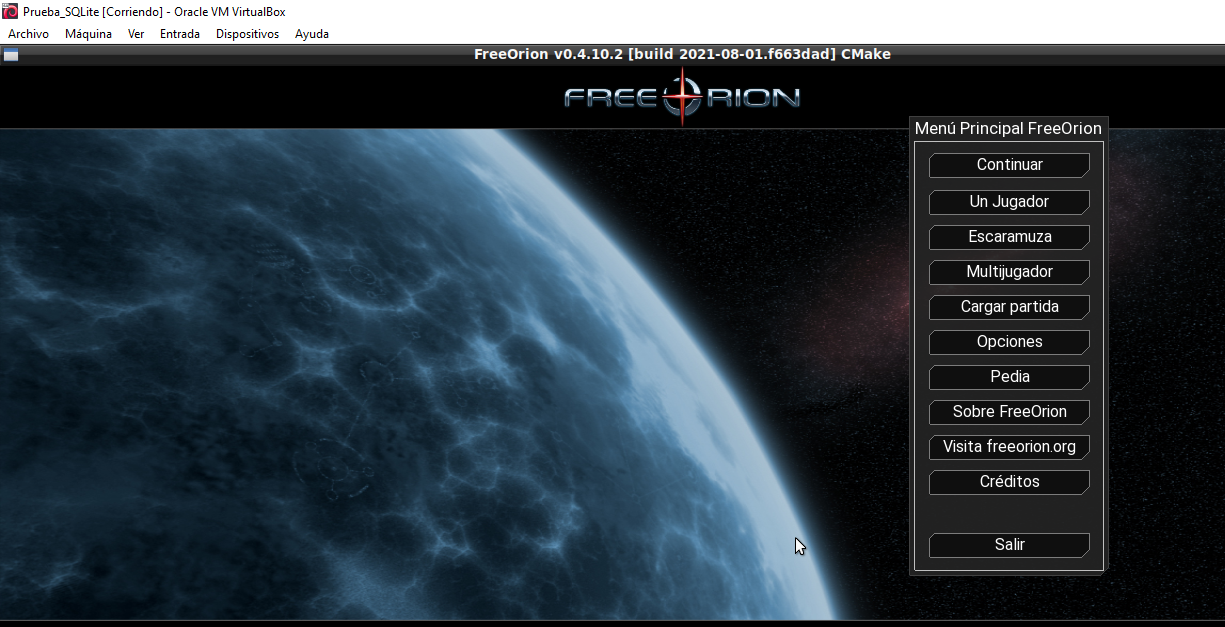 Prueba_SQLite [Corriendo] - Oracle VM VirtualBox
Archivo Máquina Ver Entrada Dispositivos Ayuda
FreeOrion v0.4.10.2 [build 2021-08-01.f663dad] CMake
FREEORION
Menú Principal FreeOrion
Continuar
Un Jugador
Escaramuza
Multijugador
Cargar partida
Opciones
Pedia
Sobre FreeOrion
Visita freeorion.org
Créditos
Salir